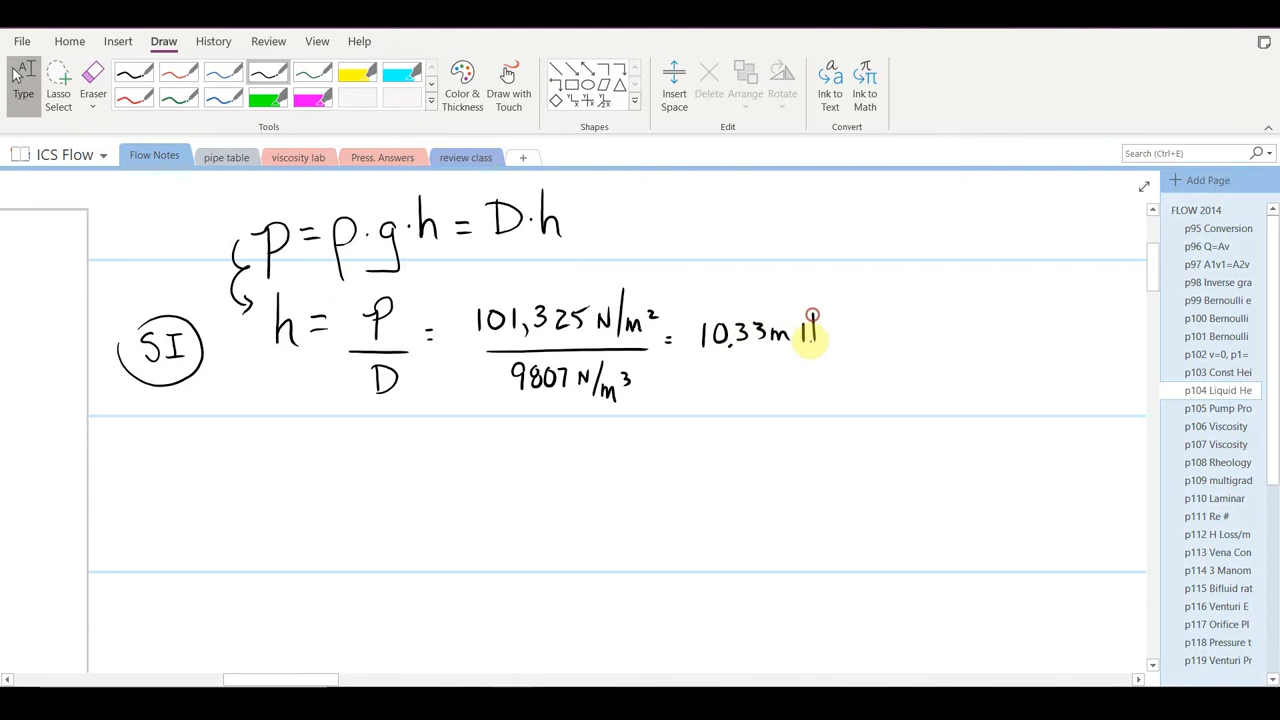 File Home Insert Draw History Review View Help
Type
Lasso Select
Eraser
Color & Thickness
Draw with Touch
Insert Space
Delete
Arrange
Rotate
Ink to Text
Ink to Math
Tools
Shapes
Edit
Convert
ICS Flow
Flow Notes
pipe table
viscosity lab
Press. Answers
review class
Search (Ctrl+E)
Add Page
FLOW 2014
p95 Conversion
p96 Q=Av
p97 A1v1=A2v
p98 Inverse gra
p99 Bernoulli e
p100 Bernoulli
p101 Bernoulli
p102 v=0, p1=
p103 Const Hei
p104 Liquid He
p105 Pump Pro
p106 Viscosity
p107 Viscosity
p108 Rheology
p109 multigrad
p110 Laminar
p111 Re #
p112 H Loss/m
p113 Vena Con
p114 3 Manom
p115 Bifluid rat
p116 Venturi E
p117 Orifice Pl
p118 Pressure t
p119 Venturi Pr
p = ρ·g·h = D·h
SI
h = P / D = 101,325 N/m² / 9807 N/m³ = 10.33m